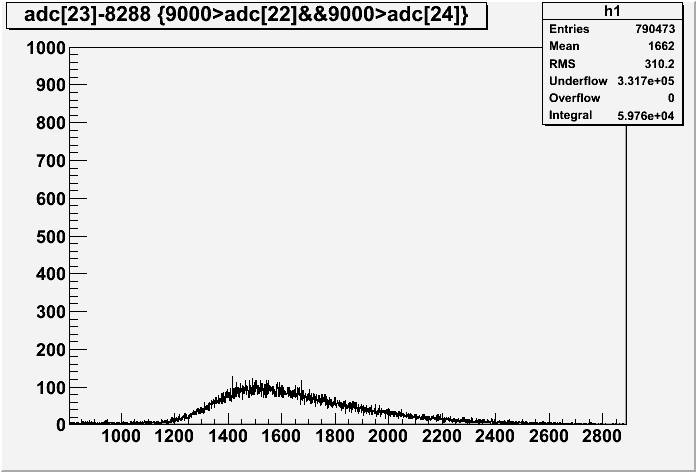 adc[23]-8288 {9000>adc[22]&&9000>adc[24]}
h1
Entries 790473
Mean 1662
RMS 310.2
Underflow 3.317e+05
Overflow 0
Integral 5.976e+04
1000
900
800
700
600
500
400
300
200
100
0
1000 1200 1400 1600 1800 2000 2200 2400 2600 2800